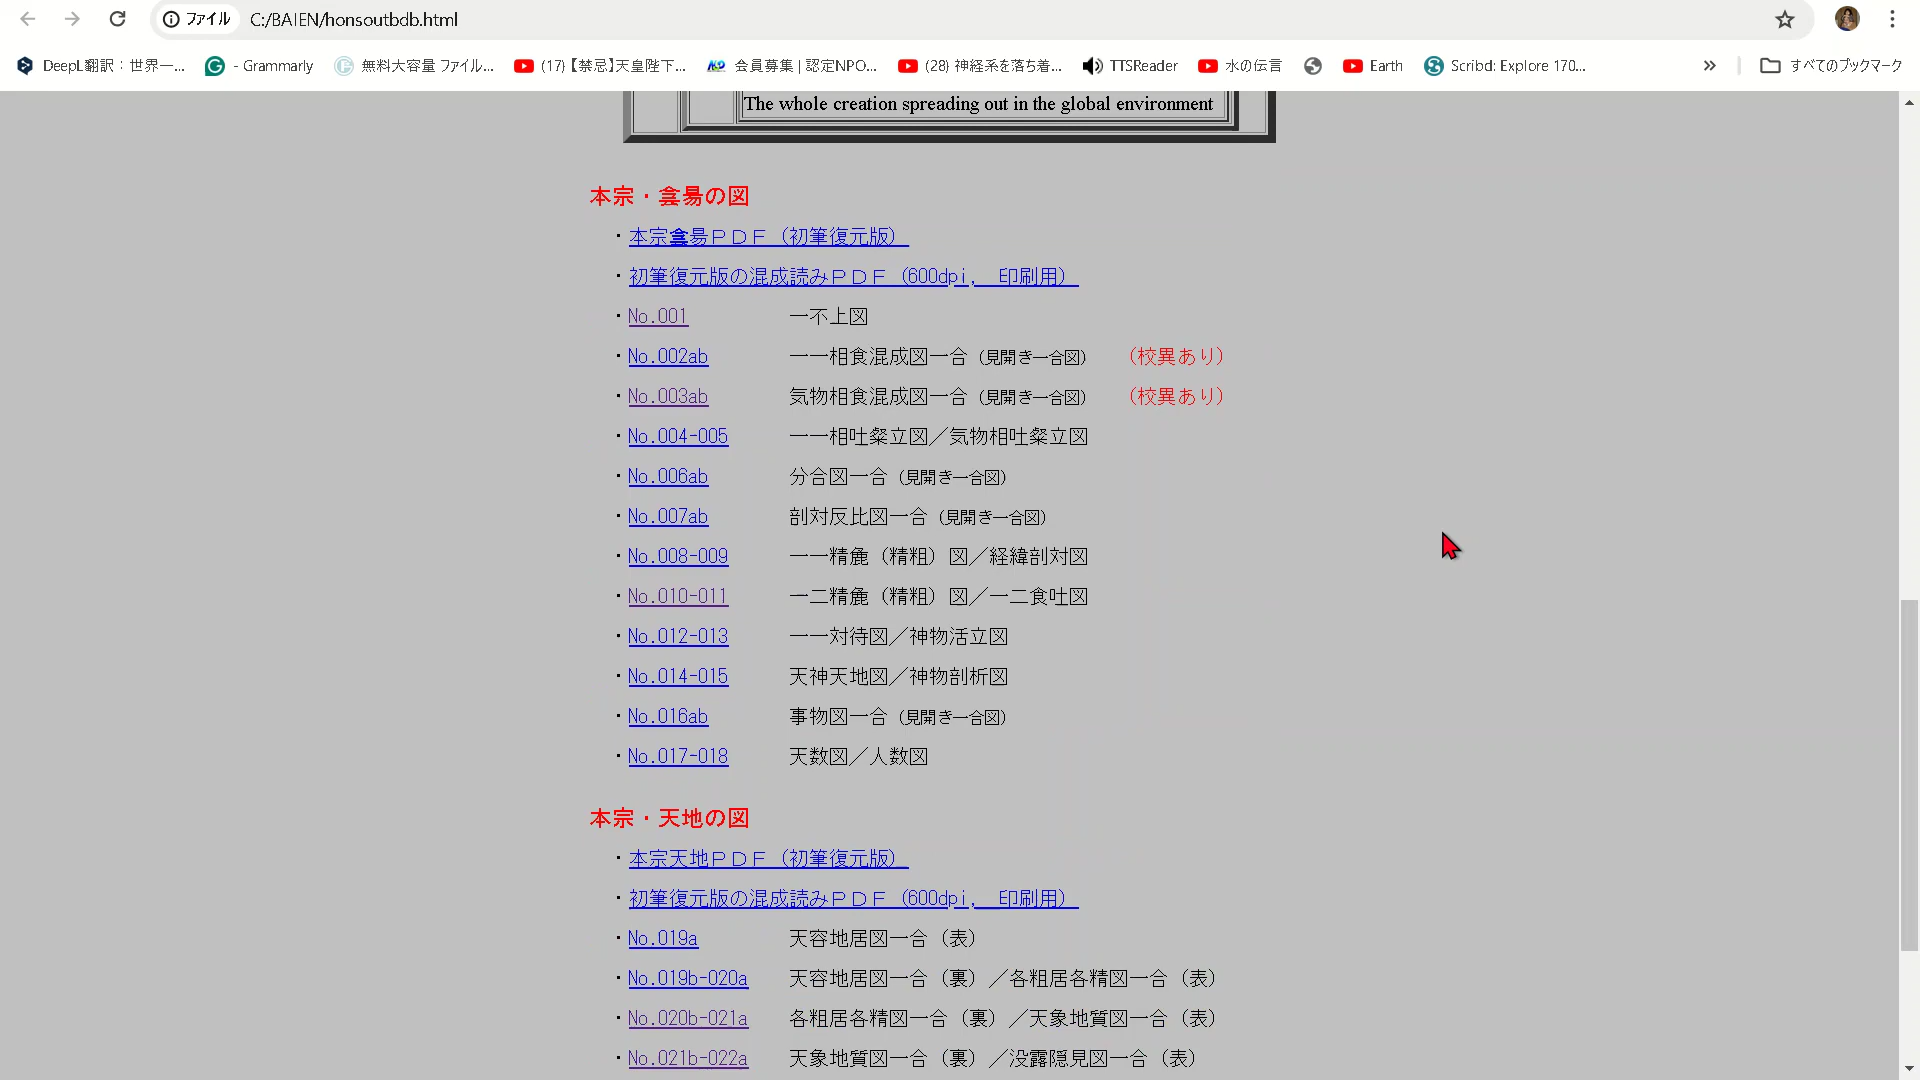 ファイル C:/BAIEN/honsoutbdb.html
DeepL翻訳：世界一... - Grammarly 無料大容量 ファイル... (17)【禁忌】天皇陛下... 会員募集 | 認定NPO... (28) 神経系を落ち着... TTSReader 水の伝言 Earth Scribd: Explore 170... すべてのブックマーク
The whole creation spreading out in the global environment
本宗・侌昜の図
・本宗侌昜ＰＤＦ（初筆復元版）
・初筆復元版の混成読みＰＤＦ（600dpi, 印刷用）
・No.001 一不上図
・No.002ab 一一相食混成図一合（見開き一合図） （校異あり）
・No.003ab 気物相食混成図一合（見開き一合図） （校異あり）
・No.004-005 一一相吐粲立図／気物相吐粲立図
・No.006ab 分合図一合（見開き一合図）
・No.007ab 剖対反比図一合（見開き一合図）
・No.008-009 一一精麁（精粗）図／経緯剖対図
・No.010-011 一二精麁（精粗）図／一二食吐図
・No.012-013 一一対待図／神物活立図
・No.014-015 天神天地図／神物剖析図
・No.016ab 事物図一合（見開き一合図）
・No.017-018 天数図／人数図
本宗・天地の図
・本宗天地ＰＤＦ（初筆復元版）
・初筆復元版の混成読みＰＤＦ（600dpi, 印刷用）
・No.019a 天容地居図一合（表）
・No.019b-020a 天容地居図一合（裏）／各粗居各精図一合（表）
・No.020b-021a 各粗居各精図一合（裏）／天象地質図一合（表）
・No.021b-022a 天象地質図一合（裏）／没露隠見図一合（表）